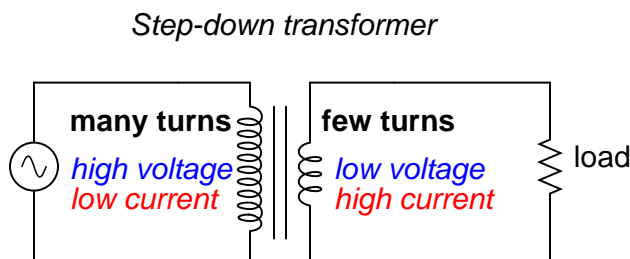 Step-down transformer
many turns
few turns
high voltage
low voltage
load
low current
high current